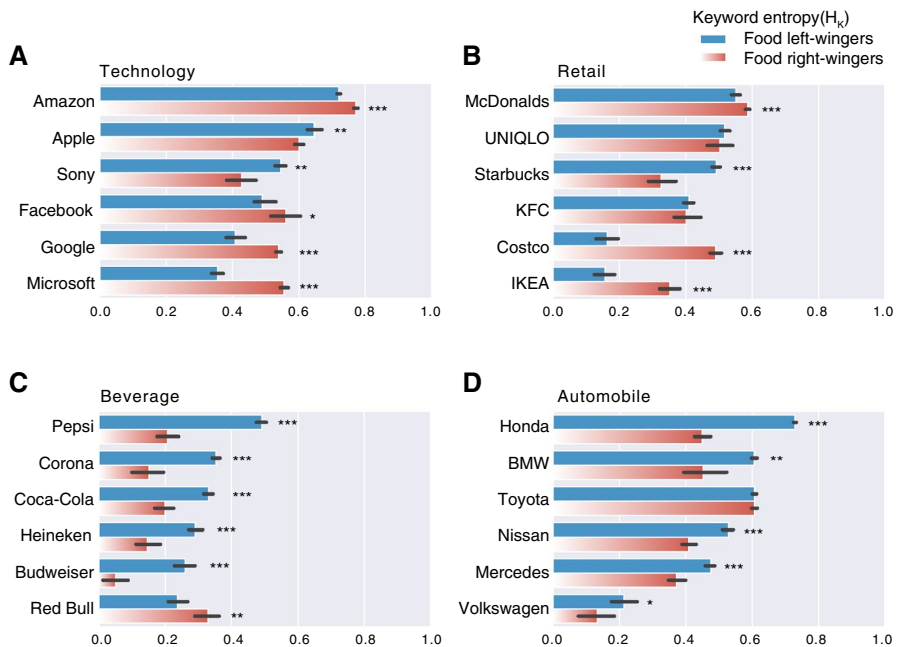 Keyword entropy(H_K)
Food left-wingers
Food right-wingers
A
Technology
Amazon
***
Apple
**
Sony
**
Facebook
*
Google
***
Microsoft
***
0.0 0.2 0.4 0.6 0.8 1.0
B
Retail
McDonalds
***
UNIQLO
Starbucks
***
KFC
Costco
***
IKEA
***
0.0 0.2 0.4 0.6 0.8 1.0
C
Beverage
Pepsi
***
Corona
***
Coca-Cola
***
Heineken
***
Budweiser
***
Red Bull
**
0.0 0.2 0.4 0.6 0.8 1.0
D
Automobile
Honda
***
BMW
**
Toyota
Nissan
***
Mercedes
***
Volkswagen
*
0.0 0.2 0.4 0.6 0.8 1.0